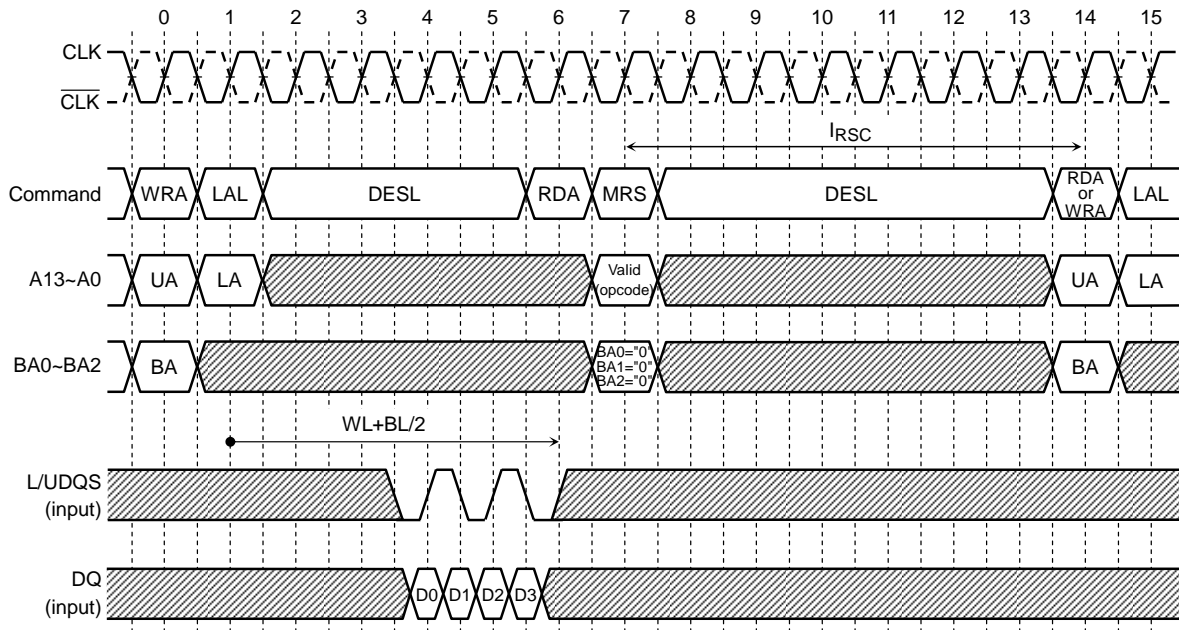 0 1 2 3 4 5 6 7 8 9 10 11 12 13 14 15
CLK
CLK
IRSC
Command WRA LAL DESL RDA MRS DESL RDA or WRA LAL
A13~A0 UA LA Valid (opcode) UA LA
BA0~BA2 BA BA0="0" BA1="0" BA2="0" BA
WL+BL/2
L/UDQS
(input)
DQ D0 D1 D2 D3
(input)